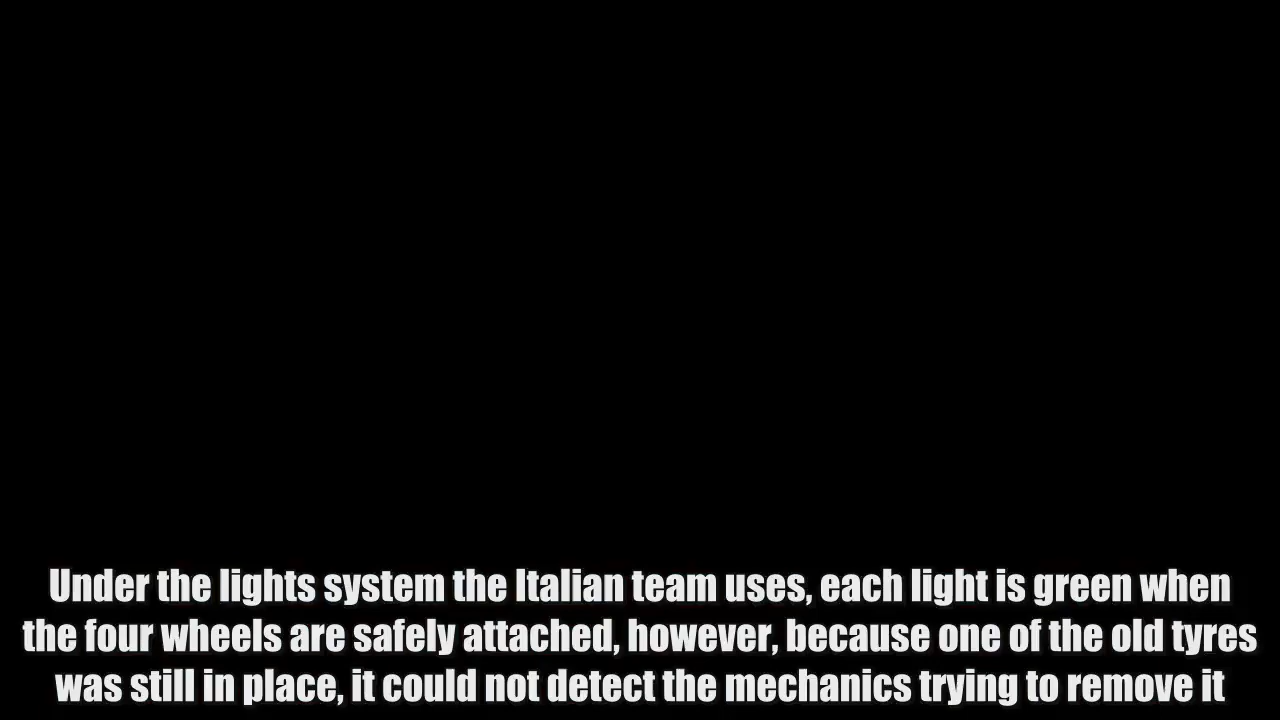 Under the lights system the Italian team uses, each light is green when
the four wheels are safely attached, however, because one of the old tyres
was still in place, it could not detect the mechanics trying to remove it